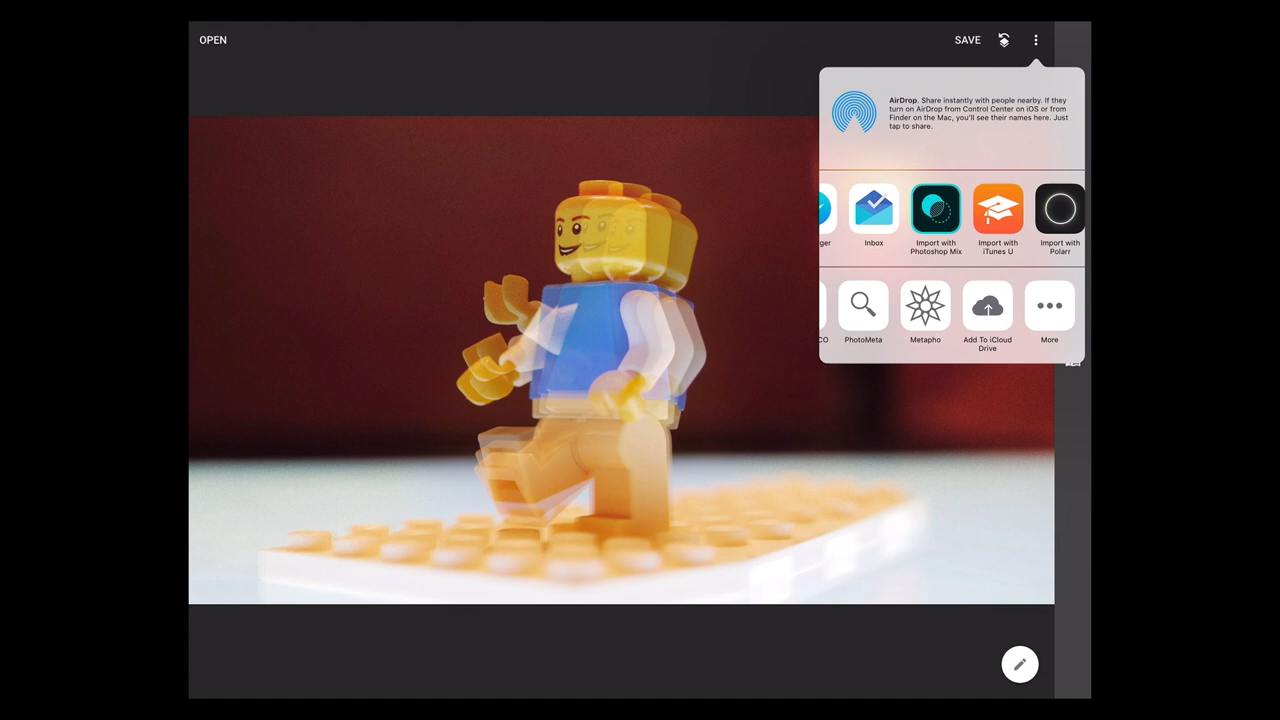 OPEN
SAVE
AirDrop. Share instantly with people nearby. If they
turn on AirDrop from Control Center on iOS or from
Finder on the Mac, you'll see their names here. Just
tap to share.
ger
Inbox
Import with
Photoshop Mix
Import with
iTunes U
Import with
Polarr
CO
PhotoMeta
Metapho
Add To iCloud
Drive
More